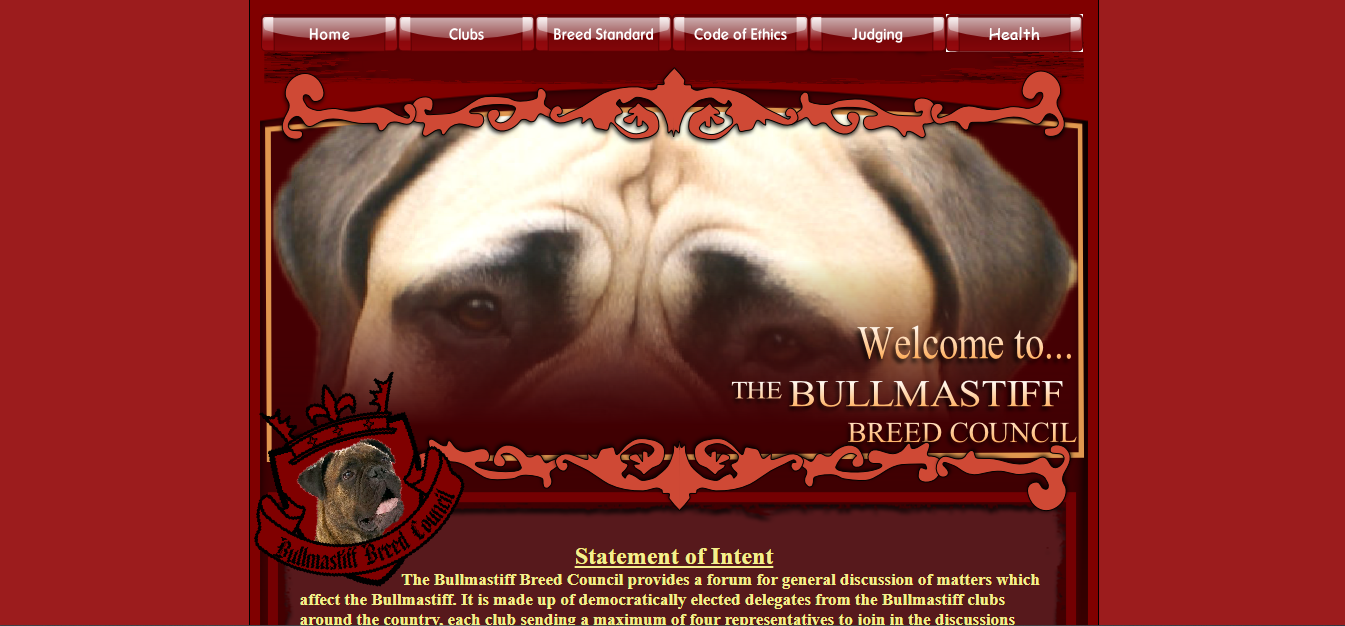 Home Clubs Breed Standard Code of Ethics Judging Health
Welcome to...
THE BULLMASTIFF
BREED COUNCIL
Bullmastiff Breed Council
Statement of Intent
The Bullmastiff Breed Council provides a forum for general discussion of matters which
affect the Bullmastiff. It is made up of democratically elected delegates from the Bullmastiff clubs
around the country, each club sending a maximum of four representatives to join in the discussions